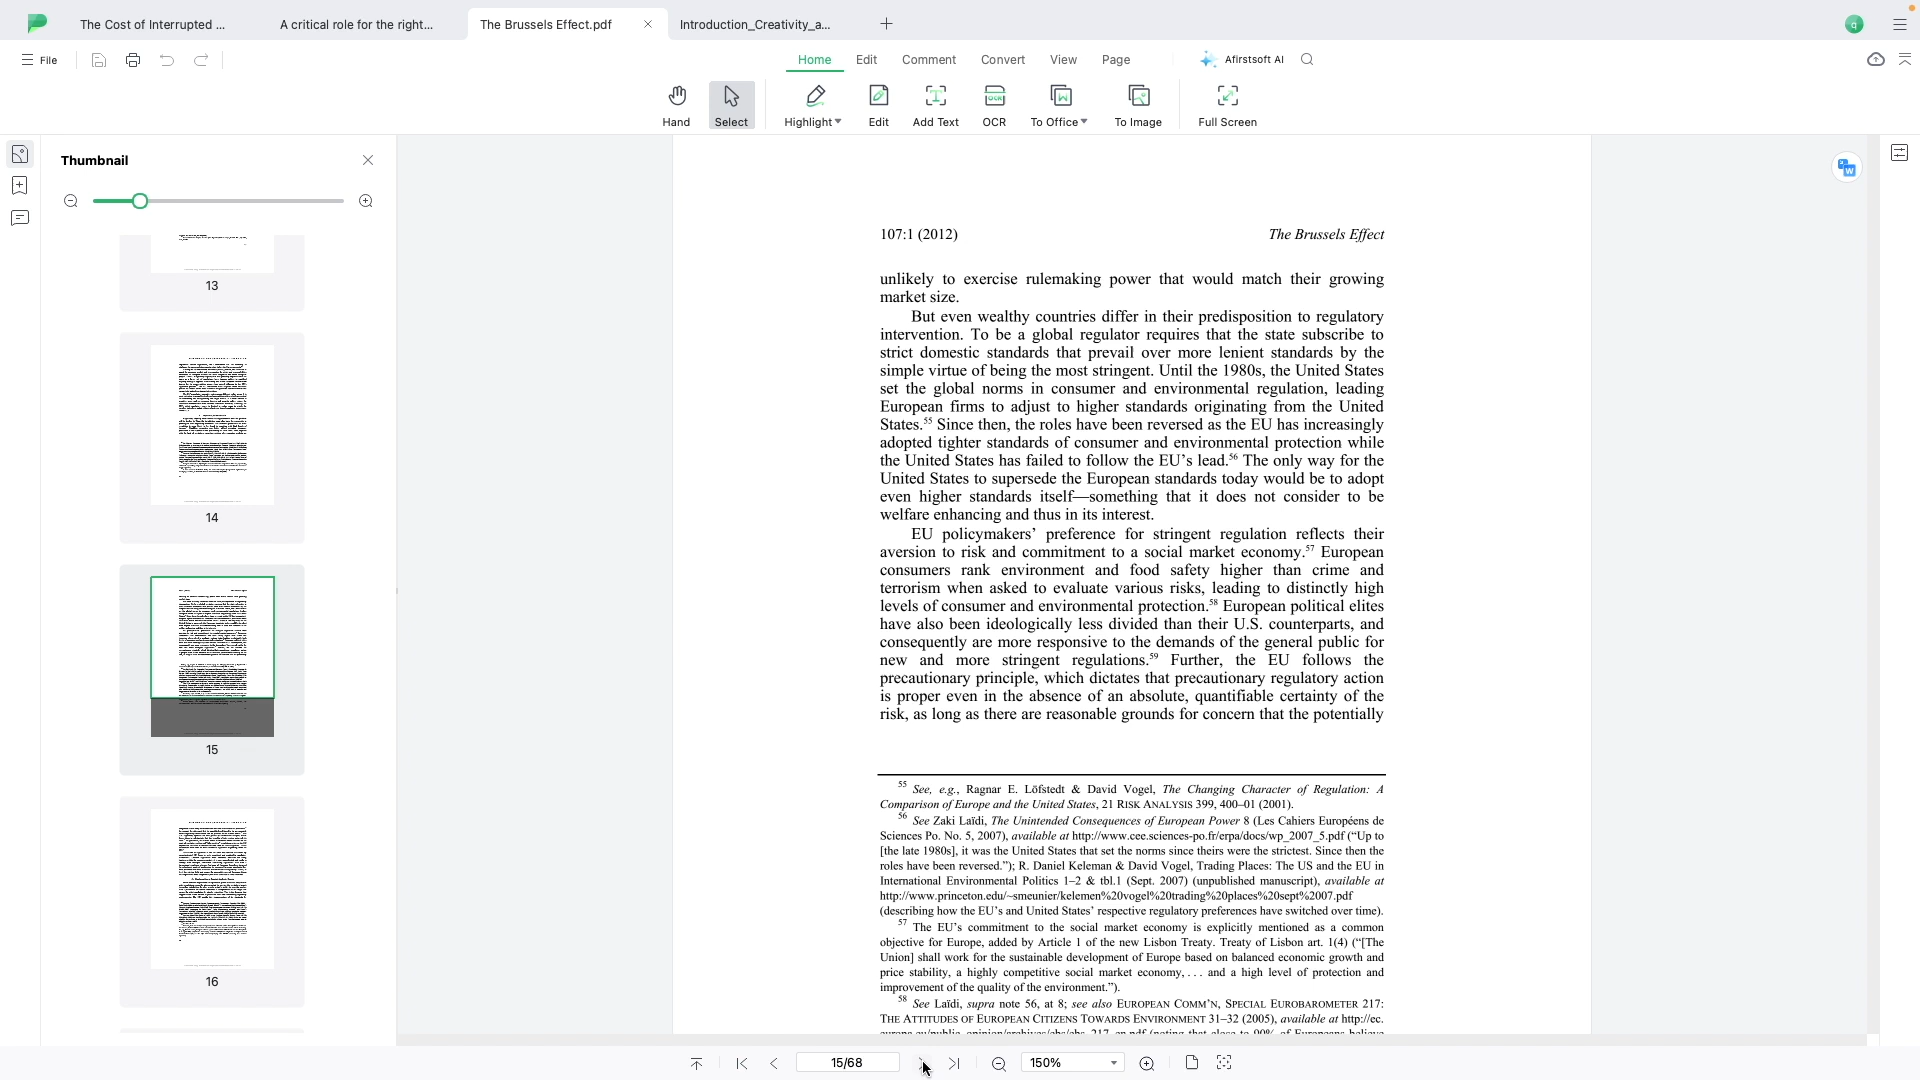 The Cost of Interrupted ...
A critical role for the right...
The Brussels Effect.pdf
Introduction_Creativity_a...
q
File
Home
Edit
Comment
Convert
View
Page
Afirstsoft AI
Hand
Select
Highlight
Edit
Add Text
OCR
To Office
To Image
Full Screen
Thumbnail
13
14
15
16
107:1 (2012)
The Brussels Effect
unlikely to exercise rulemaking power that would match their growing
market size.
But even wealthy countries differ in their predisposition to regulatory
intervention. To be a global regulator requires that the state subscribe to
strict domestic standards that prevail over more lenient standards by the
simple virtue of being the most stringent. Until the 1980s, the United States
set the global norms in consumer and environmental regulation, leading
European firms to adjust to higher standards originating from the United
States.55 Since then, the roles have been reversed as the EU has increasingly
adopted tighter standards of consumer and environmental protection while
the United States has failed to follow the EU’s lead.56 The only way for the
United States to supersede the European standards today would be to adopt
even higher standards itself—something that it does not consider to be
welfare enhancing and thus in its interest.
EU policymakers’ preference for stringent regulation reflects their
aversion to risk and commitment to a social market economy.57 European
consumers rank environment and food safety higher than crime and
terrorism when asked to evaluate various risks, leading to distinctly high
levels of consumer and environmental protection.58 European political elites
have also been ideologically less divided than their U.S. counterparts, and
consequently are more responsive to the demands of the general public for
new and more stringent regulations.59 Further, the EU follows the
precautionary principle, which dictates that precautionary regulatory action
is proper even in the absence of an absolute, quantifiable certainty of the
risk, as long as there are reasonable grounds for concern that the potentially
55 See, e.g., Ragnar E. Löfstedt & David Vogel, The Changing Character of Regulation: A
Comparison of Europe and the United States, 21 RISK ANALYSIS 399, 400–01 (2001).
56 See Zaki Laïdi, The Unintended Consequences of European Power 8 (Les Cahiers Européens de
Sciences Po. No. 5, 2007), available at http://www.cee.sciences-po.fr/erpa/docs/wp_2007_5.pdf (“Up to
[the late 1980s], it was the United States that set the norms since theirs were the strictest. Since then the
roles have been reversed.”); R. Daniel Keleman & David Vogel, Trading Places: The US and the EU in
International Environmental Politics 1–2 & tbl.1 (Sept. 2007) (unpublished manuscript), available at
http://www.princeton.edu/~smeunier/kelemen%20vogel%20trading%20places%20sept%2007.pdf
(describing how the EU’s and United States’ respective regulatory preferences have switched over time).
57 The EU’s commitment to the social market economy is explicitly mentioned as a common
objective for Europe, added by Article 1 of the new Lisbon Treaty. Treaty of Lisbon art. 1(4) (“[The
Union] shall work for the sustainable development of Europe based on balanced economic growth and
price stability, a highly competitive social market economy, . . . and a high level of protection and
improvement of the quality of the environment.”).
58 See Laïdi, supra note 56, at 8; see also EUROPEAN COMM’N, SPECIAL EUROBAROMETER 217:
THE ATTITUDES OF EUROPEAN CITIZENS TOWARDS ENVIRONMENT 31–32 (2005), available at http://ec.
europa.eu/public_opinion/archives/ebs/ebs_217_en.pdf (noting that close to 90% of Europeans believe
15/68
150%